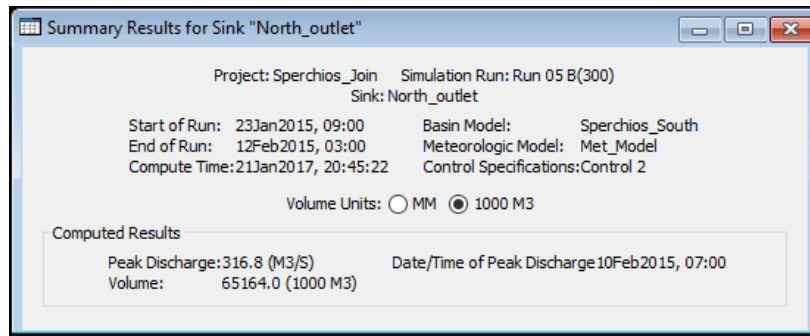 Summary Results for Sink "North_outlet"
Project: Sperchios_Join Simulation Run: Run 05 B(300)
Sink: North_outlet
Start of Run: 23Jan2015, 09:00 Basin Model: Sperchios_South
End of Run: 12Feb2015, 03:00 Meteorologic Model: Met_Model
Compute Time:21Jan2017, 20:45:22 Control Specifications:Control 2
Volume Units: MM 1000 M3
Computed Results
Peak Discharge:316.8 (M3/S) Date/Time of Peak Discharge10Feb2015, 07:00
Volume: 65164.0 (1000 M3)